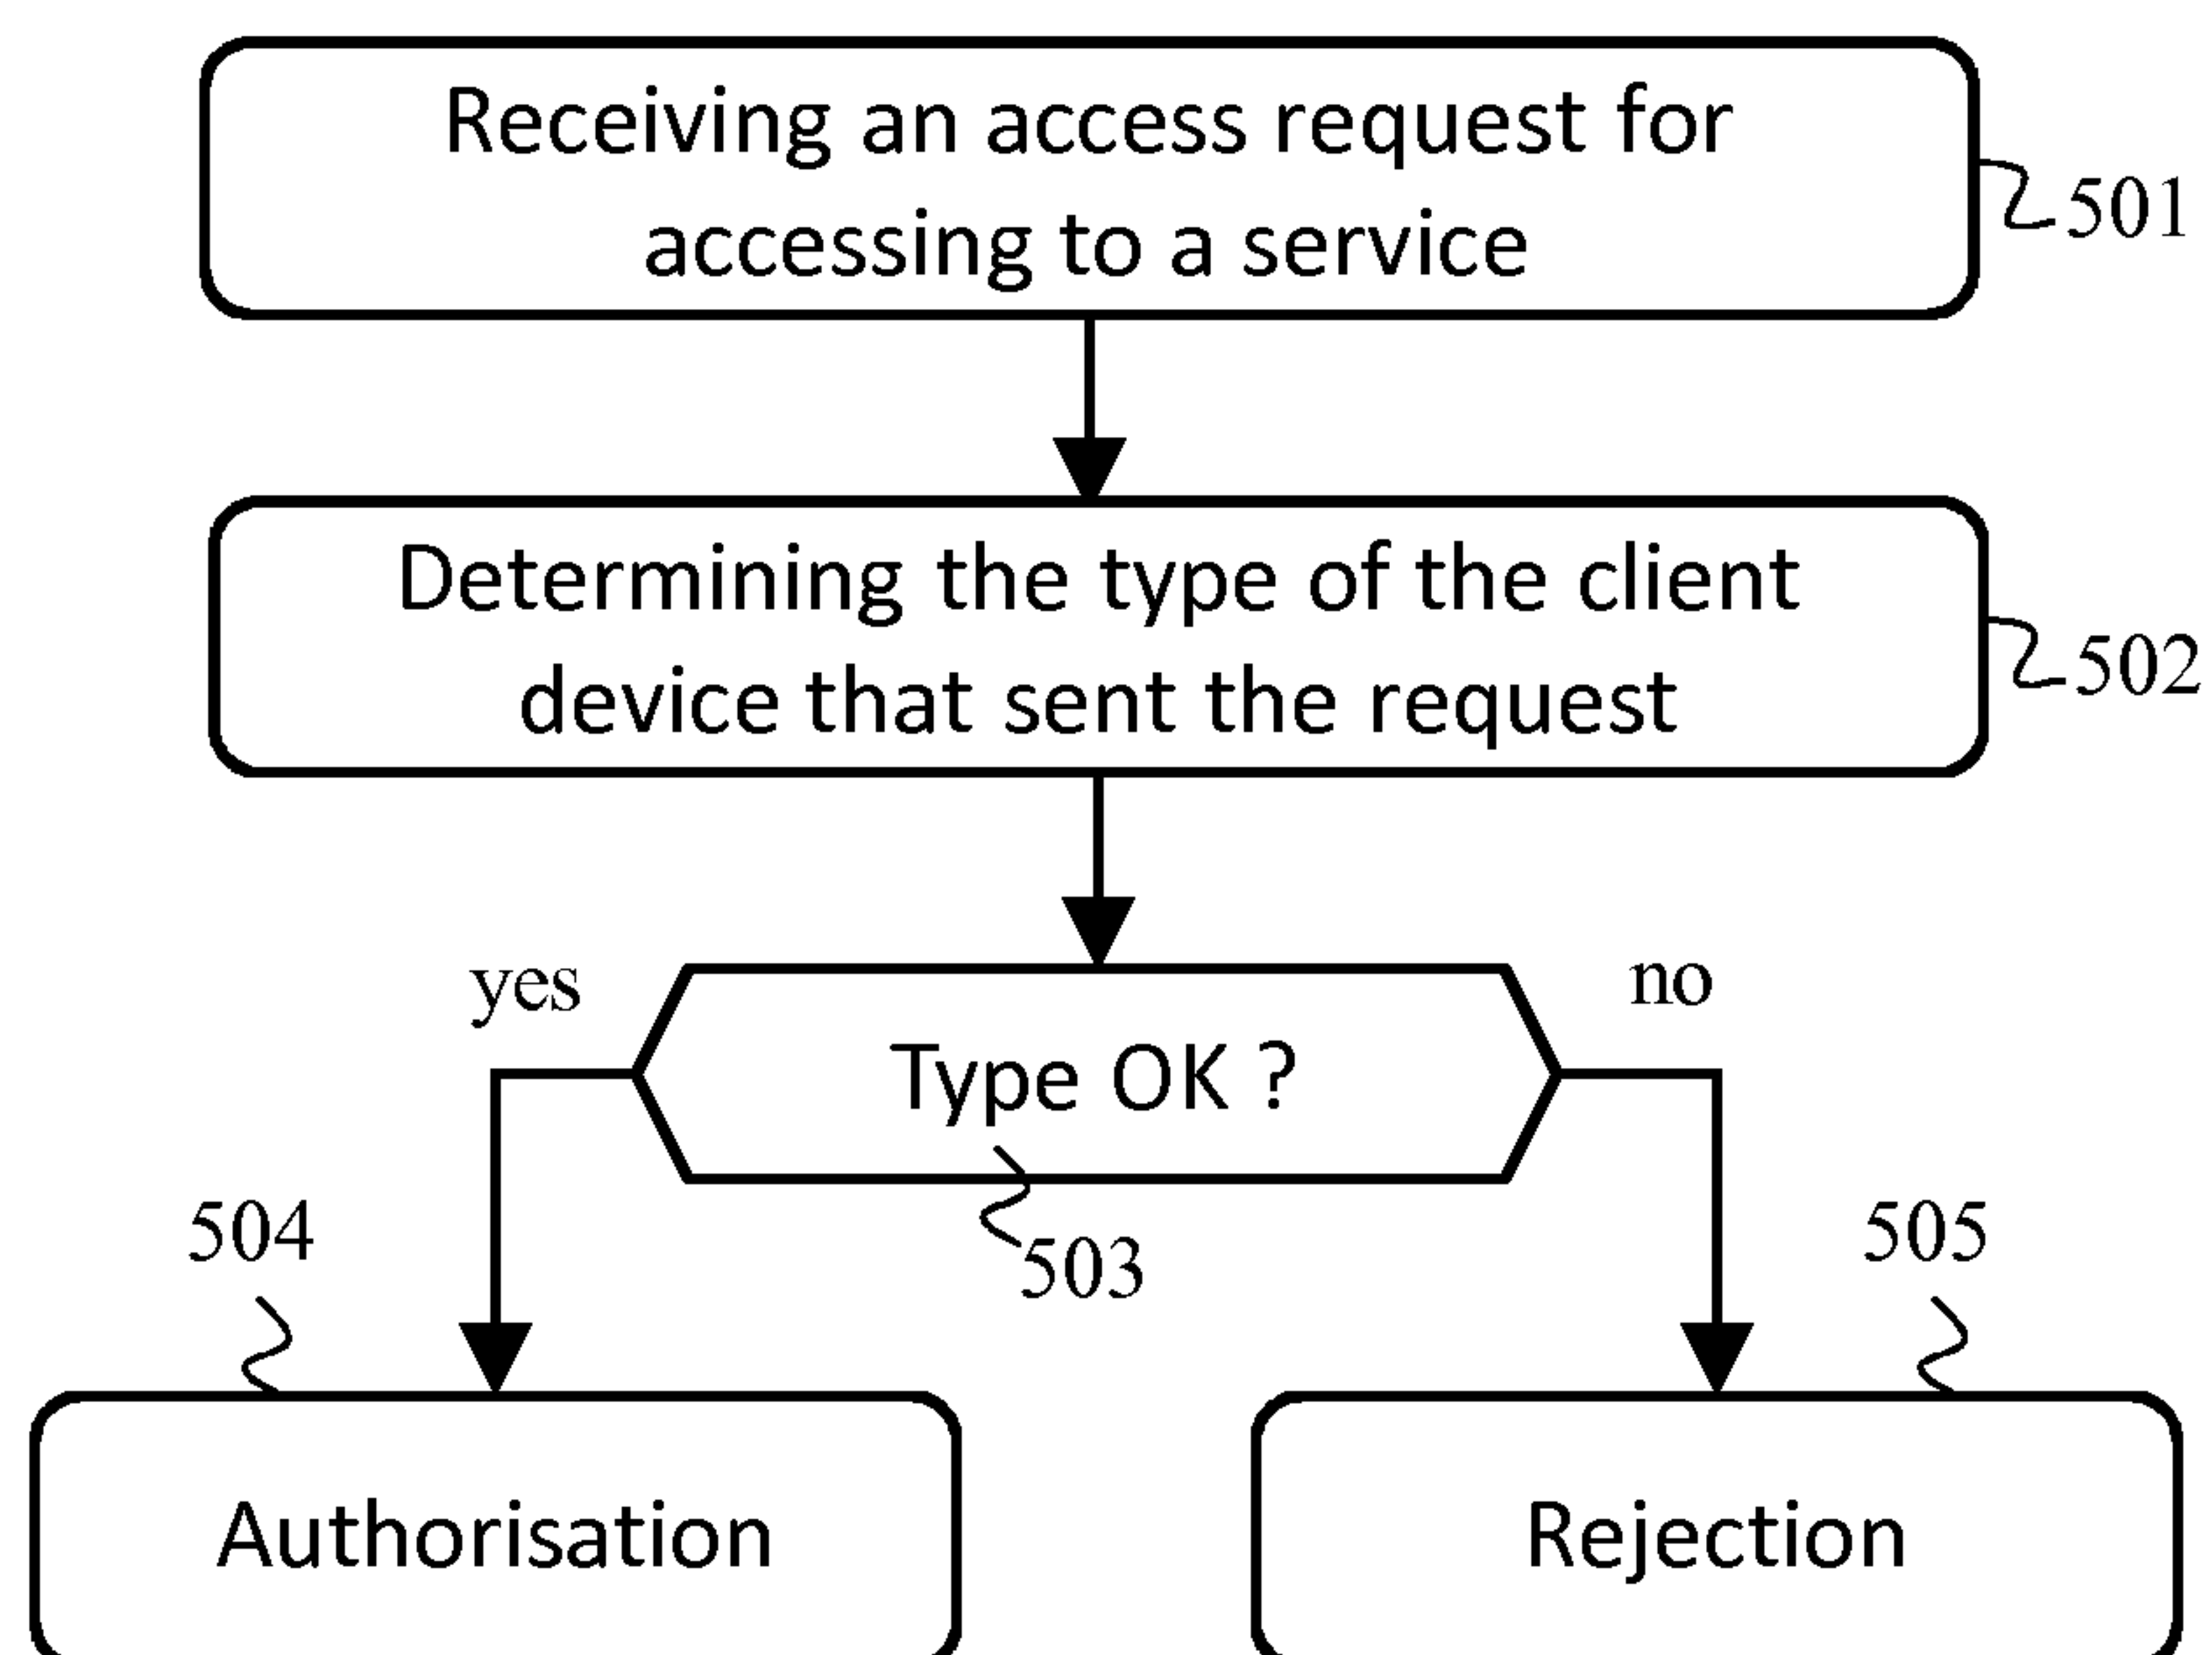 Receiving an access request for
accessing to a service
501
Determining the type of the client
device that sent the request
502
yes
no
Type OK ?
503
504
505
Authorisation
Rejection